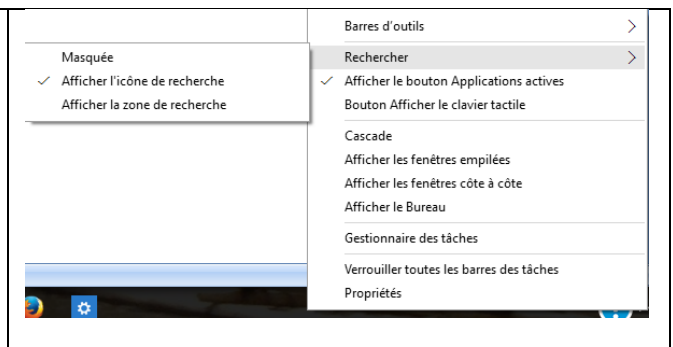 Barres d'outils
Rechercher
Masquée
Afficher l'icône de recherche
Afficher la zone de recherche
Afficher le bouton Applications actives
Bouton Afficher le clavier tactile
Cascade
Afficher les fenêtres empilées
Afficher les fenêtres côte à côte
Afficher le Bureau
Gestionnaire des tâches
Verrouiller toutes les barres des tâches
Propriétés